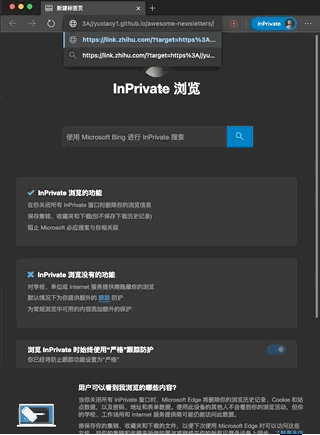 新建标签页
3A//yuxiaoy1.github.io/awesome-newsletters/
InPrivate
https://link.zhihu.com/?target=https%3A...
https://link.zhihu.com/?target=https%3A//yu...
InPrivate 浏览
使用 Microsoft Bing 进行 InPrivate 搜索
InPrivate 浏览的功能
在你关闭所有 InPrivate 窗口时删除你的浏览信息
保存集锦、收藏夹和下载(但不保存下载历史记录)
阻止 Microsoft 必应搜索与你相关联
InPrivate 浏览没有的功能
对学校、单位或 Internet 服务提供商隐藏你的浏览
默认情况下为你提供额外的 跟踪 防护
为常规浏览中可用的内容添加额外的保护
浏览 InPrivate 时始终使用"严格"跟踪防护
你已将防止跟踪功能设置为"严格"
用户可以看到我浏览的哪些内容?
当你关闭所有 InPrivate 窗口时，Microsoft Edge 将删除你的浏览历史记录、Cookie 和站
点数据，以及密码、地址和表单数据。使用此设备的其他人不会看到你的浏览活动，但你
的学校、工作场所和 Internet 服务提供商可能仍能访问此数据。
将保存你的集锦、收藏夹和下载的文件，以便下次使用 Microsoft Edge 时可以访问这些